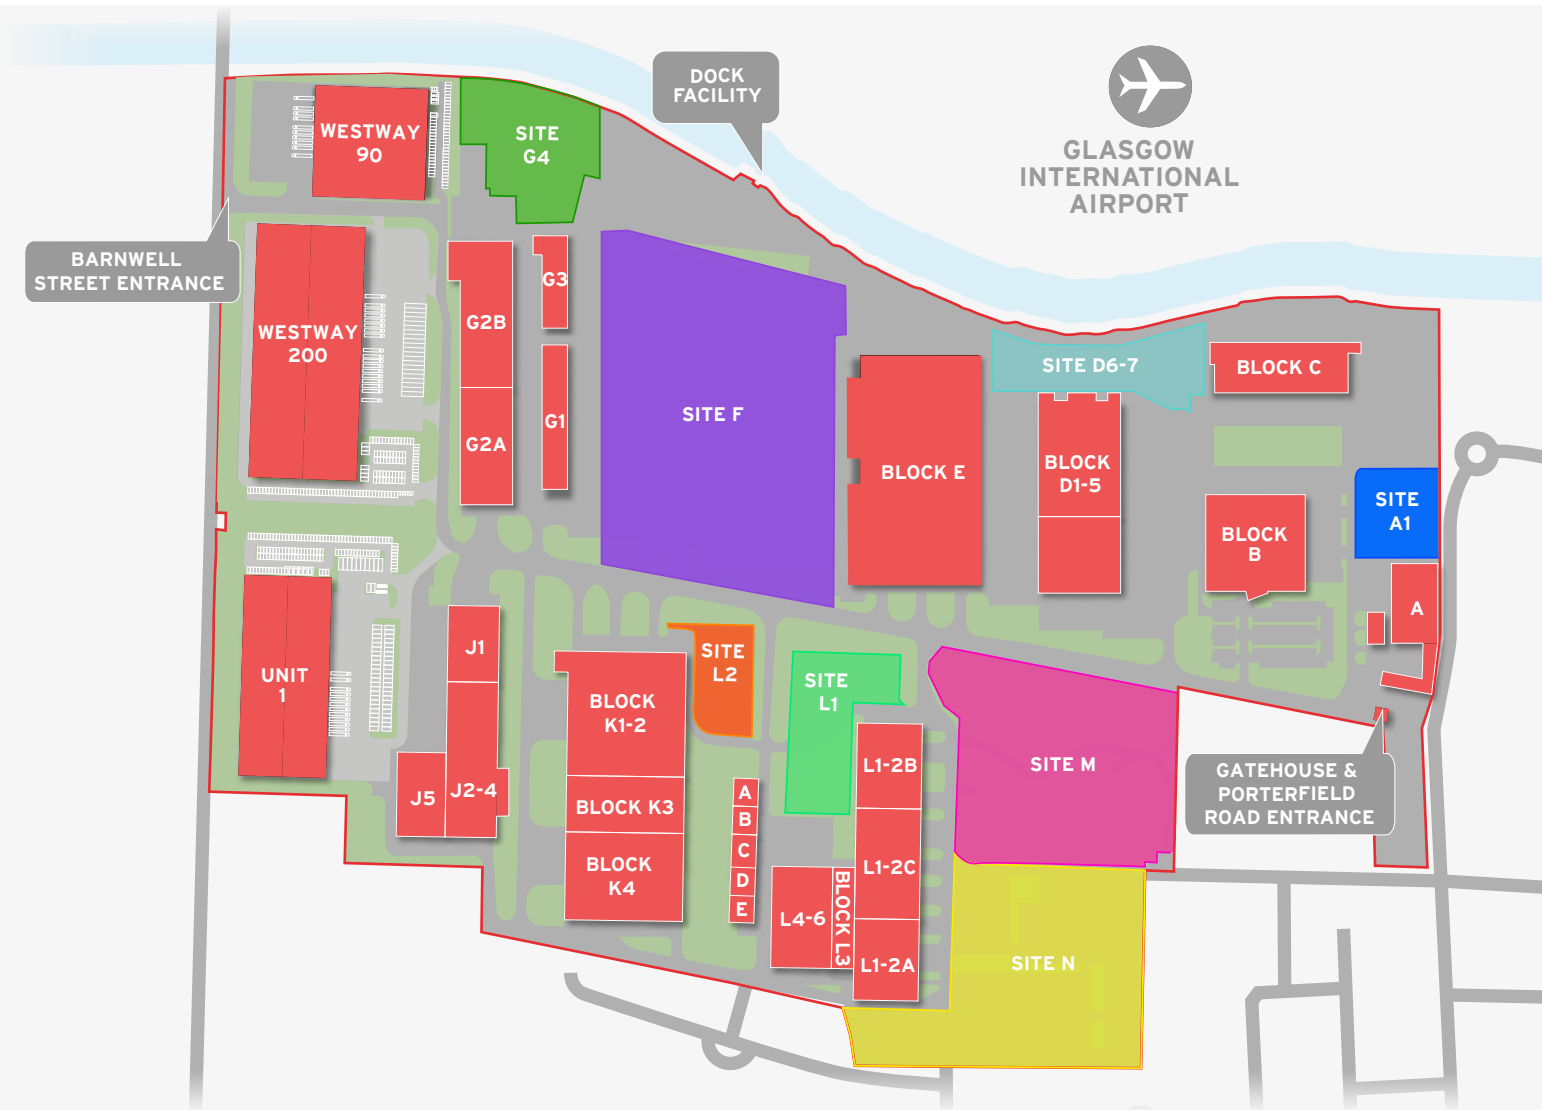 DOCK
FACILITY
GLASGOW
INTERNATIONAL
AIRPORT
WESTWAY
90
SITE
G4
BARNWELL
STREET ENTRANCE
WESTWAY
200
G3
G2B
G2A
G1
SITE F
SITE D6-7
BLOCK C
BLOCK E
BLOCK
D1-5
SITE
A1
BLOCK
B
A
UNIT
1
J1
J5
J2-4
BLOCK
K1-2
BLOCK K3
BLOCK
K4
SITE
L2
SITE
L1
A
B
C
D
E
L1-2B
L1-2C
L1-2A
L4-6
BLOCK L3
SITE M
SITE N
GATEHOUSE &
PORTERFIELD
ROAD ENTRANCE